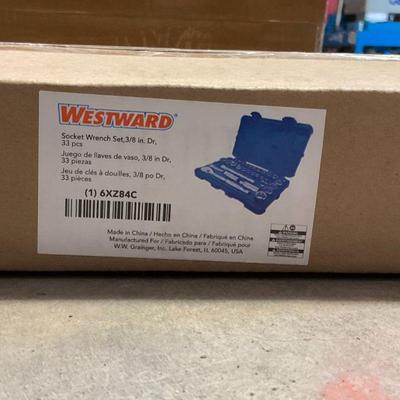 WESTWARD
Socket Wrench Set,3/8 in. Dr,
33 pcs
Juego de llaves de vaso, 3/8 in Dr,
33 piezas
Jeu de clés à douilles, 3/8 po Dr,
33 pièces
(1) 6XZ84C
Made in China / Hecho en China / Fabriqué en China
Manufactured For / Fabricado para / Fabriqué pour
W.W. Grainger, Inc. Lake Forest, IL 60045, USA